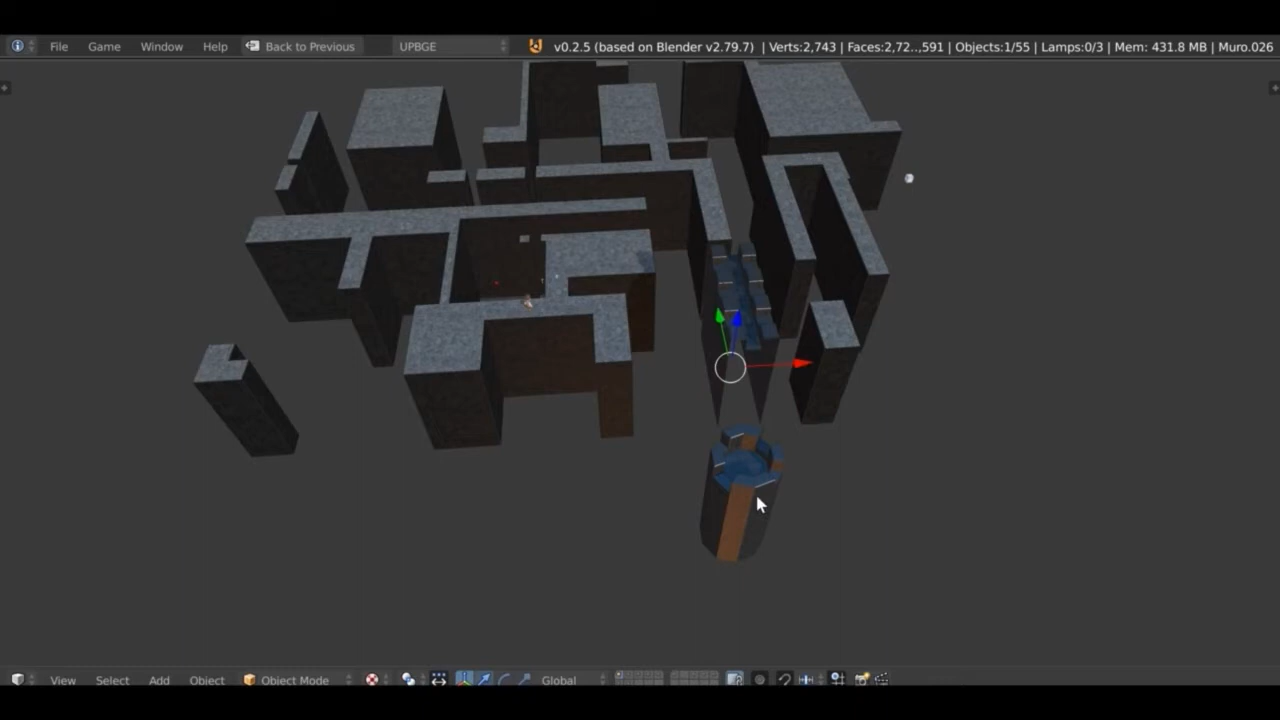 File Game Window Help Back to Previous UPBGE v0.2.5 (based on Blender v2.79.7) | Verts:2,743 | Faces:2,72..,591 | Objects:1/55 | Lamps:0/3 | Mem: 431.8 MB | Muro.026
View Select Add Object Object Mode Global